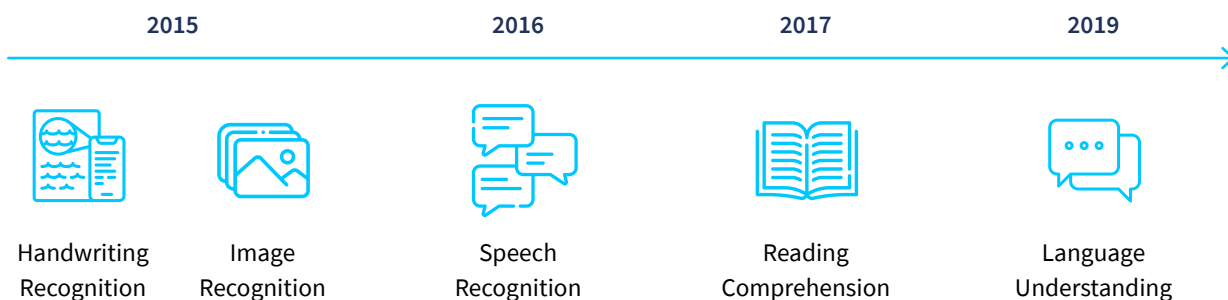 2015
2016
2017
2019
Handwriting
Recognition
Image
Recognition
Speech
Recognition
Reading
Comprehension
Language
Understanding